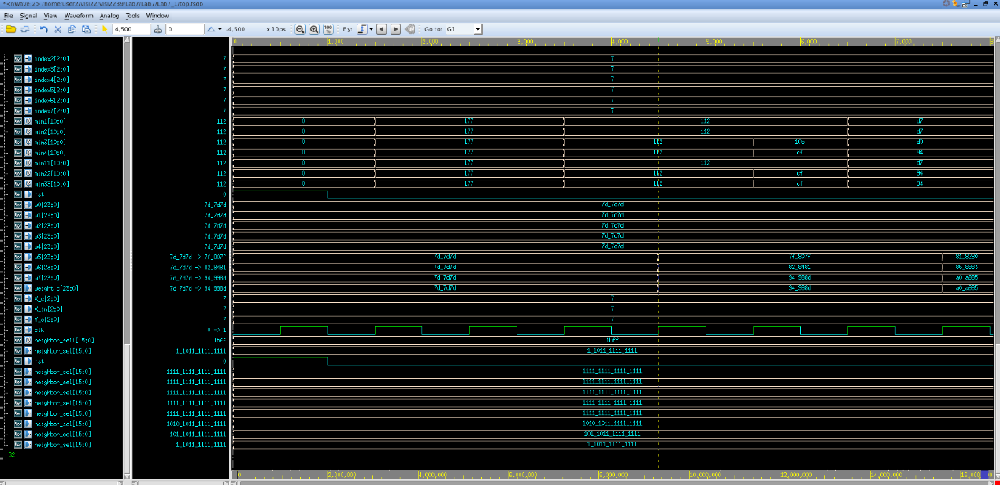 *<nWave:2> /home/user2/vlsi22/vlsi2239/Lab7/Lab7/Lab7_1/top.fsdb
File Signal View Waveform Analog Tools Window
4,500 0 -4,500 x 10ps 100% By: Go to: G1
0 1,000 2,000 3,000 4,000 5,000 6,000 7,000 8
index2[2:0] 7 7
index3[2:0] 7 7
index4[2:0] 7 7
index5[2:0] 7 7
index6[2:0] 7 7
index7[2:0] 7 7
min1[10:0] 112 0 177 112 d7
min2[10:0] 112 0 177 112 d7
min3[10:0] 112 0 177 112 10b d0
min4[10:0] 112 0 177 112 cf 94
min11[10:0] 112 0 177 112 d7
min22[10:0] 112 0 177 112 cf 94
min33[10:0] 112 0 177 112 cf 94
rst 0
w0[23:0] 7d_7d7d 7d_7d7d
w1[23:0] 7d_7d7d 7d_7d7d
w2[23:0] 7d_7d7d 7d_7d7d
w3[23:0] 7d_7d7d 7d_7d7d
w4[23:0] 7d_7d7d 7d_7d7d
w5[23:0] 7d_7d7d -> 7f_807f 7d_7d7d 7f_807f 81_8280
w6[23:0] 7d_7d7d -> 82_8481 7d_7d7d 82_8481 86_8983
w7[23:0] 7d_7d7d -> 94_998d 7d_7d7d 94_998d a0_a995
weight_c[23:0] 7d_7d7d -> 94_998d 7d_7d7d 94_998d a0_a995
X_c[2:0] 7 7
X_in[2:0] 7 7
Y_c[2:0] 7 7
clk 0 -> 1
neighbor_sel1[15:0] 1bff 1bff
neighbor_sel[15:0] 1_1011_1111_1111 1_1011_1111_1111
rst 0
neighbor_sel[15:0] 1111_1111_1111_1111 1111_1111_1111_1111
neighbor_sel[15:0] 1111_1111_1111_1111 1111_1111_1111_1111
neighbor_sel[15:0] 1111_1111_1111_1111 1111_1111_1111_1111
neighbor_sel[15:0] 1111_1111_1111_1111 1111_1111_1111_1111
neighbor_sel[15:0] 1111_1111_1111_1111 1111_1111_1111_1111
neighbor_sel[15:0] 1010_1011_1111_1111 1010_1011_1111_1111
neighbor_sel[15:0] 101_1011_1111_1111 101_1011_1111_1111
neighbor_sel[15:0] 1_1011_1111_1111 1_1011_1111_1111
G2
0 2,000,000 6,000,000 8,000,000 10,000,000 12,000,000 14,000,000 16,000